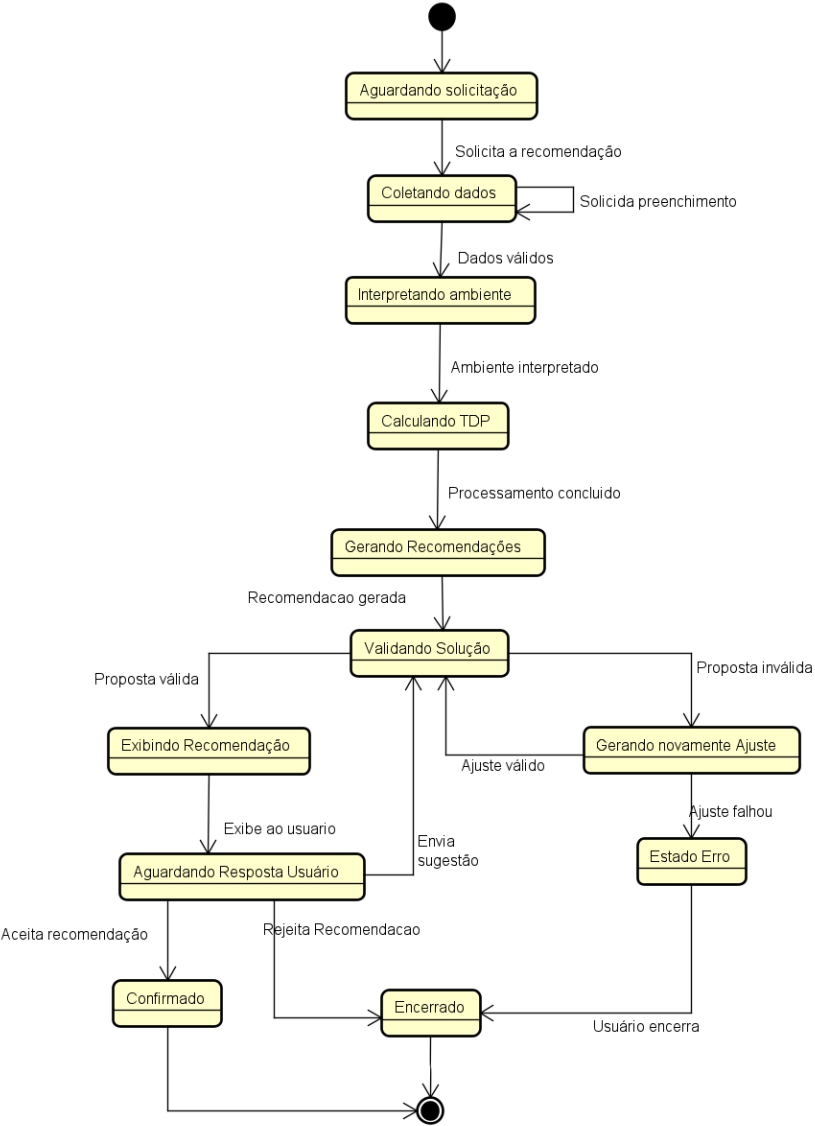 Aguardando solicitação
Solicita a recomendação
Coletando dados
Solicida preenchimento
Dados válidos
Interpretando ambiente
Ambiente interpretado
Calculando TDP
Processamento concluido
Gerando Recomendações
Recomendacao gerada
Validando Solução
Proposta válida
Proposta inválida
Exibindo Recomendação
Gerando novamente Ajuste
Ajuste válido
Ajuste falhou
Exibe ao usuario
Envia
sugestão
Estado Erro
Aguardando Resposta Usuário
Aceita recomendação
Rejeita Recomendacao
Confirmado
Encerrado
Usuário encerra